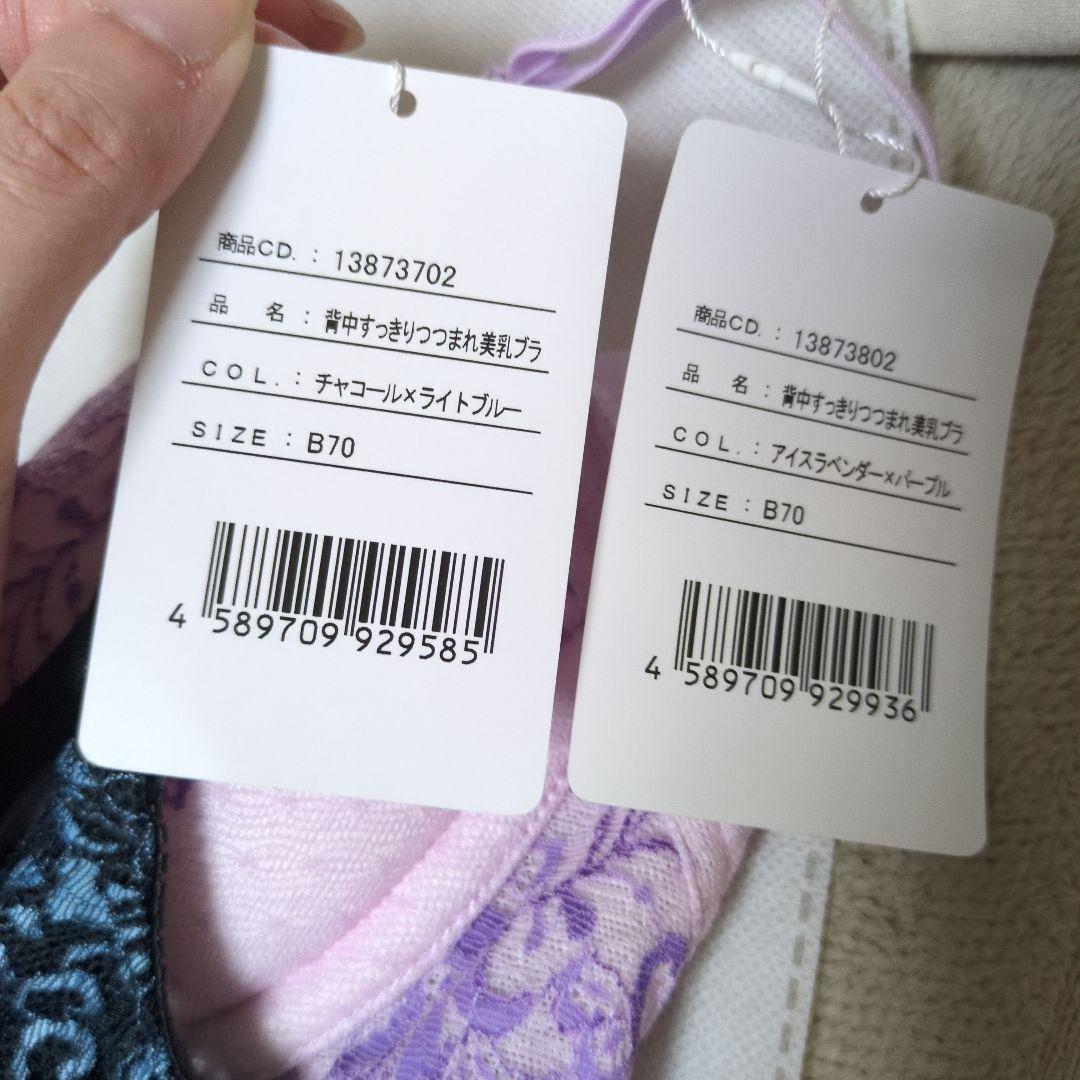 商品CD. : 13873702
品 名 : 背中すっきりつつまれ美乳ブラ
COL. : チャコール×ライトブルー
SIZE : B70
4 589709 929585
商品CD. : 13873802
品 名 : 背中すっきりつつまれ美乳ブラ
COL. : アイスラベンダー×パープル
SIZE : B70
4 589709 929936